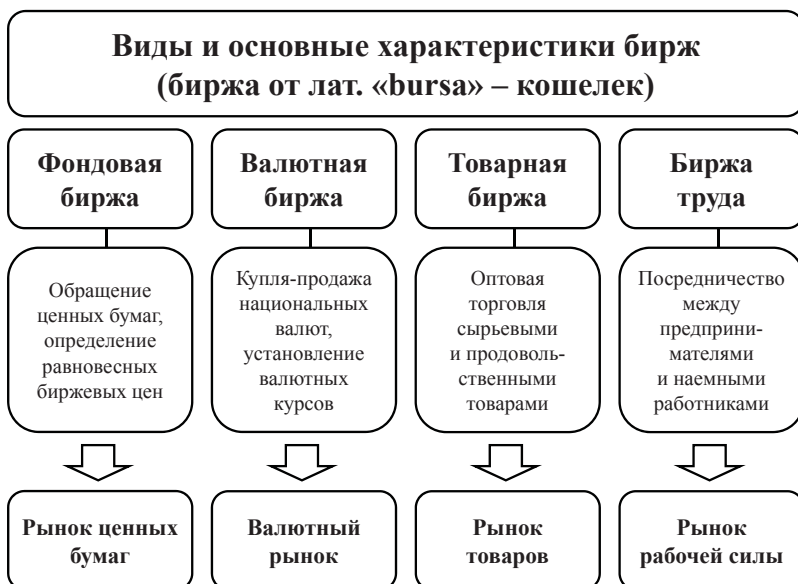 Виды и основные характеристики бирж
(биржа от лат. «bursa» – кошелек)
Фондовая
биржа
Валютная
биржа
Товарная
биржа
Биржа
труда
Обращение
ценных бумаг,
определение
равновесных
биржевых цен
Купля-продажа
национальных
валют,
установление
валютных
курсов
Оптовая
торговля
сырьевыми
и продоволь-
ственными
товарами
Посредничество
между
предприни-
мателями
и наемными
работниками
Рынок ценных
бумаг
Валютный
рынок
Рынок
товаров
Рынок
рабочей силы